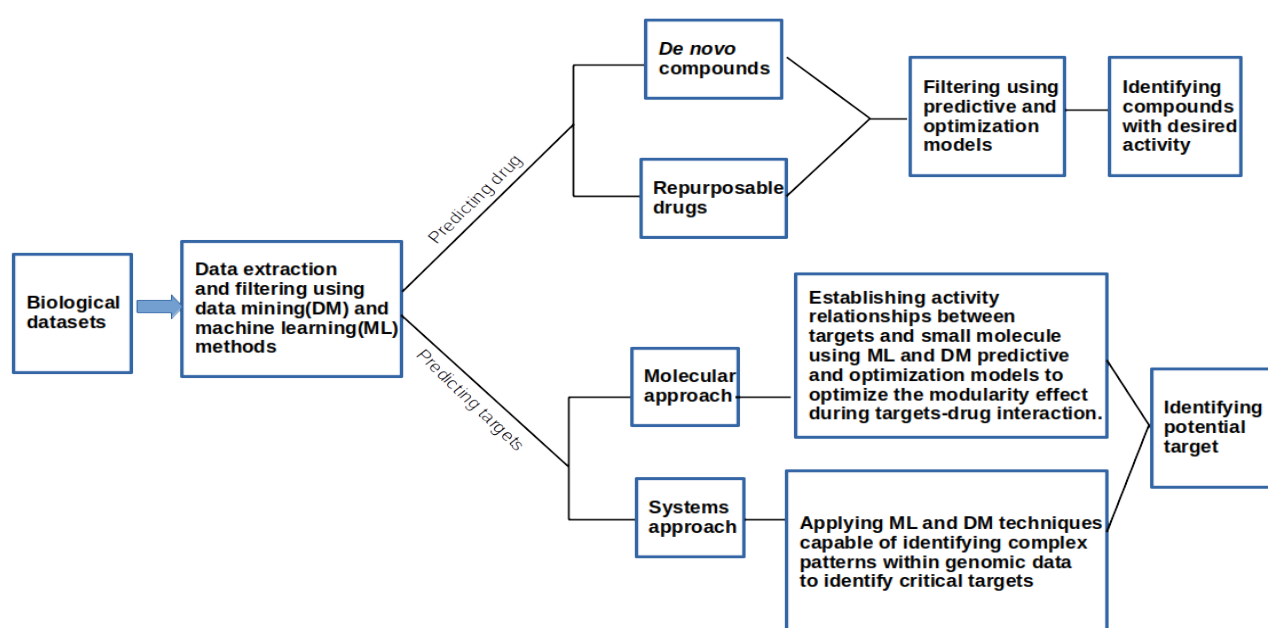 Biological
datasets
Data extraction
and filtering using
data mining(DM) and
machine learning(ML)
methods
Predicting drug
De novo
compounds
Repurposable
drugs
Filtering using
predictive and
optimization
models
Identifying
compounds
with desired
activity
Predicting targets
Molecular
approach
Establishing activity
relationships between
targets and small molecule
using ML and DM predictive
and optimization models to
optimize the modularity effect
during targets-drug interaction.
Systems
approach
Applying ML and DM techniques
capable of identifying complex
patterns within genomic data
to identify critical targets
Identifying
potential
target